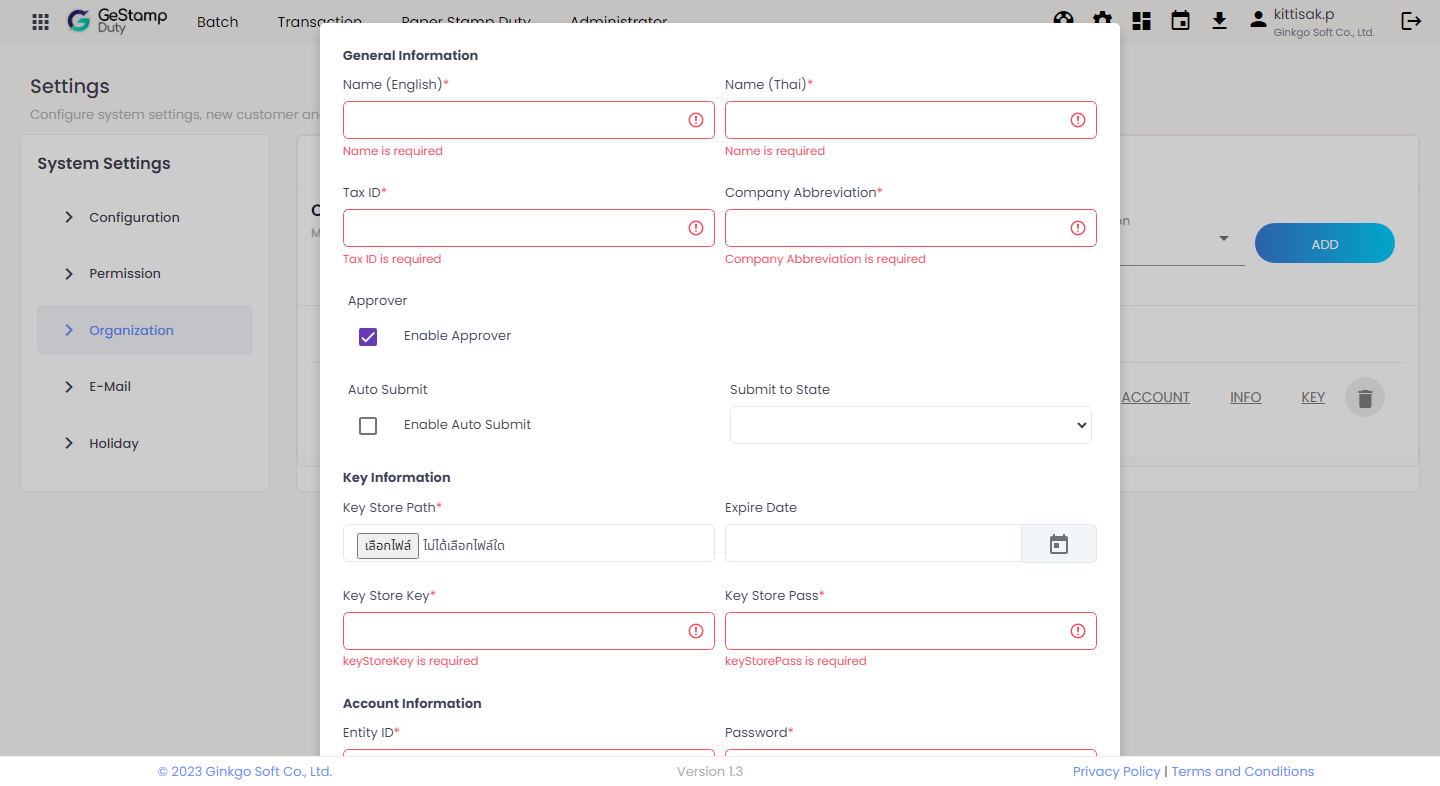 GeStamp
Duty
Batch
Transaction
Paper Stamp Duty
Administrator
kittisak.p
Ginkgo Soft Co., Ltd.
Settings
Configure system settings, new customer an
System Settings
Configuration
Permission
Organization
E-Mail
Holiday
on
ADD
ACCOUNT
INFO
KEY
General Information
Name (English)*
Name (Thai)*
Name is required
Name is required
Tax ID*
Company Abbreviation*
Tax ID is required
Company Abbreviation is required
Approver
Enable Approver
Auto Submit
Submit to State
Enable Auto Submit
Key Information
Key Store Path*
Expire Date
เลือกไฟล์ ไม่ได้เลือกไฟล์ใด
Key Store Key*
Key Store Pass*
keyStoreKey is required
keyStorePass is required
Account Information
Entity ID*
Password*
© 2023 Ginkgo Soft Co., Ltd.
Version 1.3
Privacy Policy | Terms and Conditions